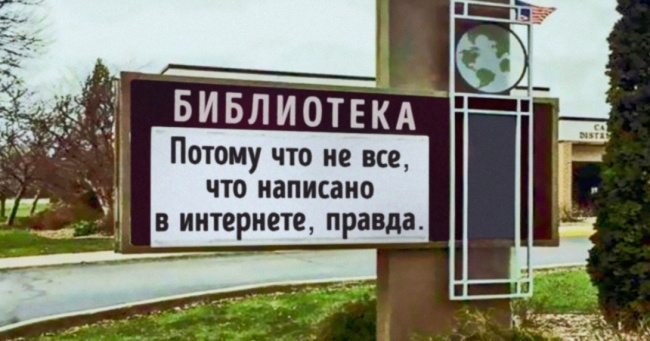 БИБЛИОТЕКА
Потому что не все,
что написано
в интернете, правда.